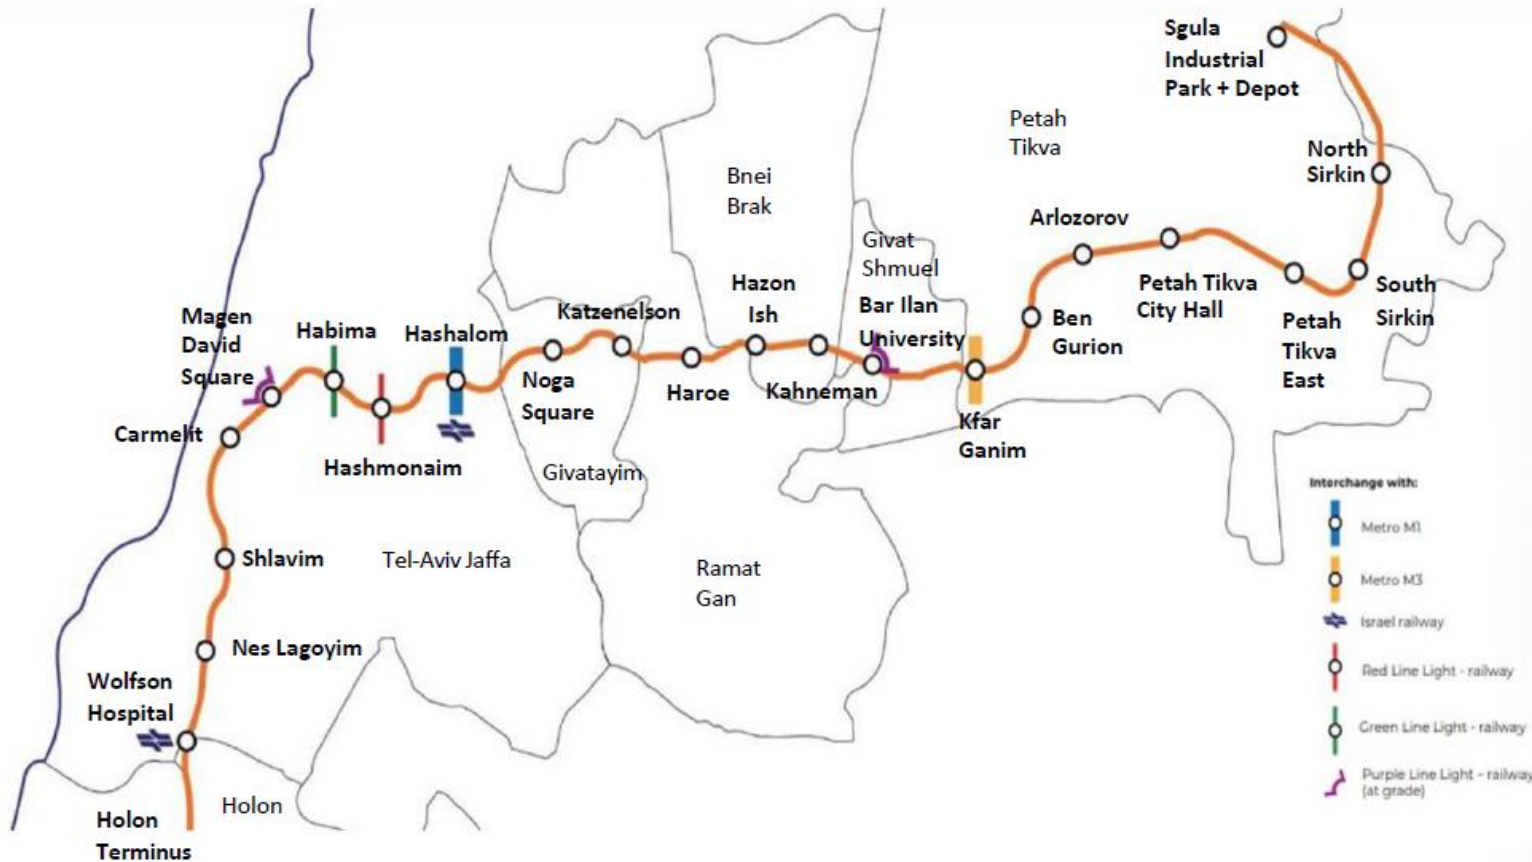 Sgula
Industrial
Park + Depot
Petah
Tikva
North
Sirkin
Bnei
Brak
Arlozorov
Givat
Shmuel
Hazon
Ish
Petah Tikva
City Hall
South
Sirkin
Bar Ilan
University
Katzenelson
Magen
David
Square
Habima
Hashalom
Ben
Gurion
Petah
Tikva
East
Noga
Square
Haroe
Kahneman
Carmelit
Kfar
Ganim
Hashmonaim
Givatayim
Interchange with:
Metro M1
Metro M3
Israel railway
Red Line Light - railway
Green Line Light - railway
Purple Line Light - railway
(at grade)
Shlavim
Tel-Aviv Jaffa
Ramat
Gan
Nes Lagoyim
Wolfson
Hospital
Holon
Holon
Terminus